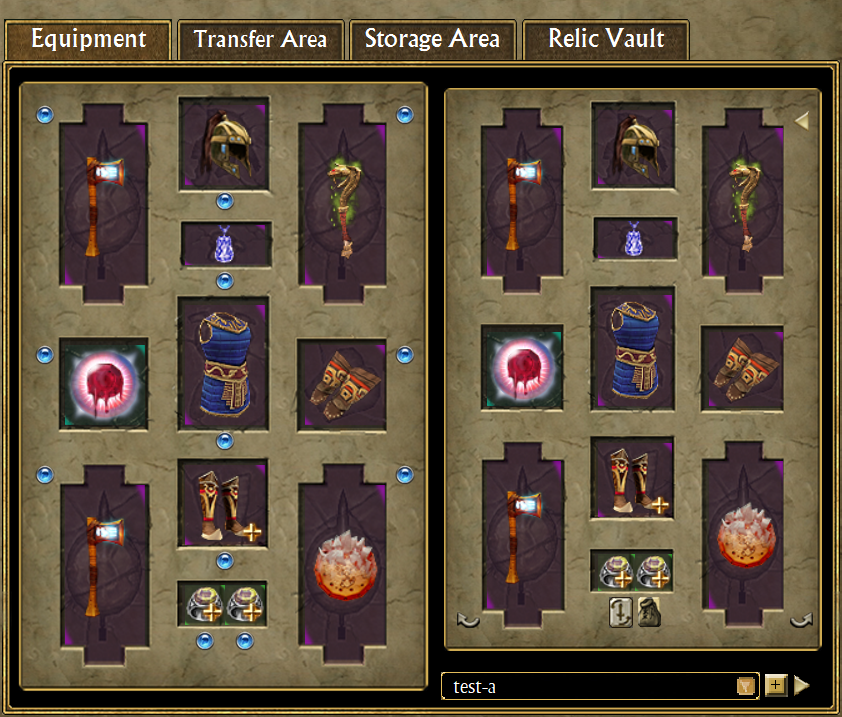 Equipment
Transfer Area
Storage Area
Relic Vault
test-a